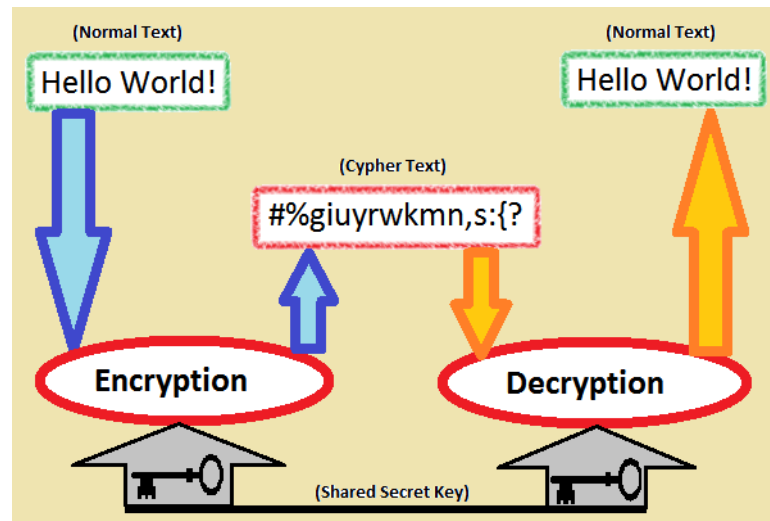 (Normal Text)
Hello World!
(Normal Text)
Hello World!
(Cypher Text)
#%giuyrwkmn,s:{?
Encryption
Decryption
(Shared Secret Key)